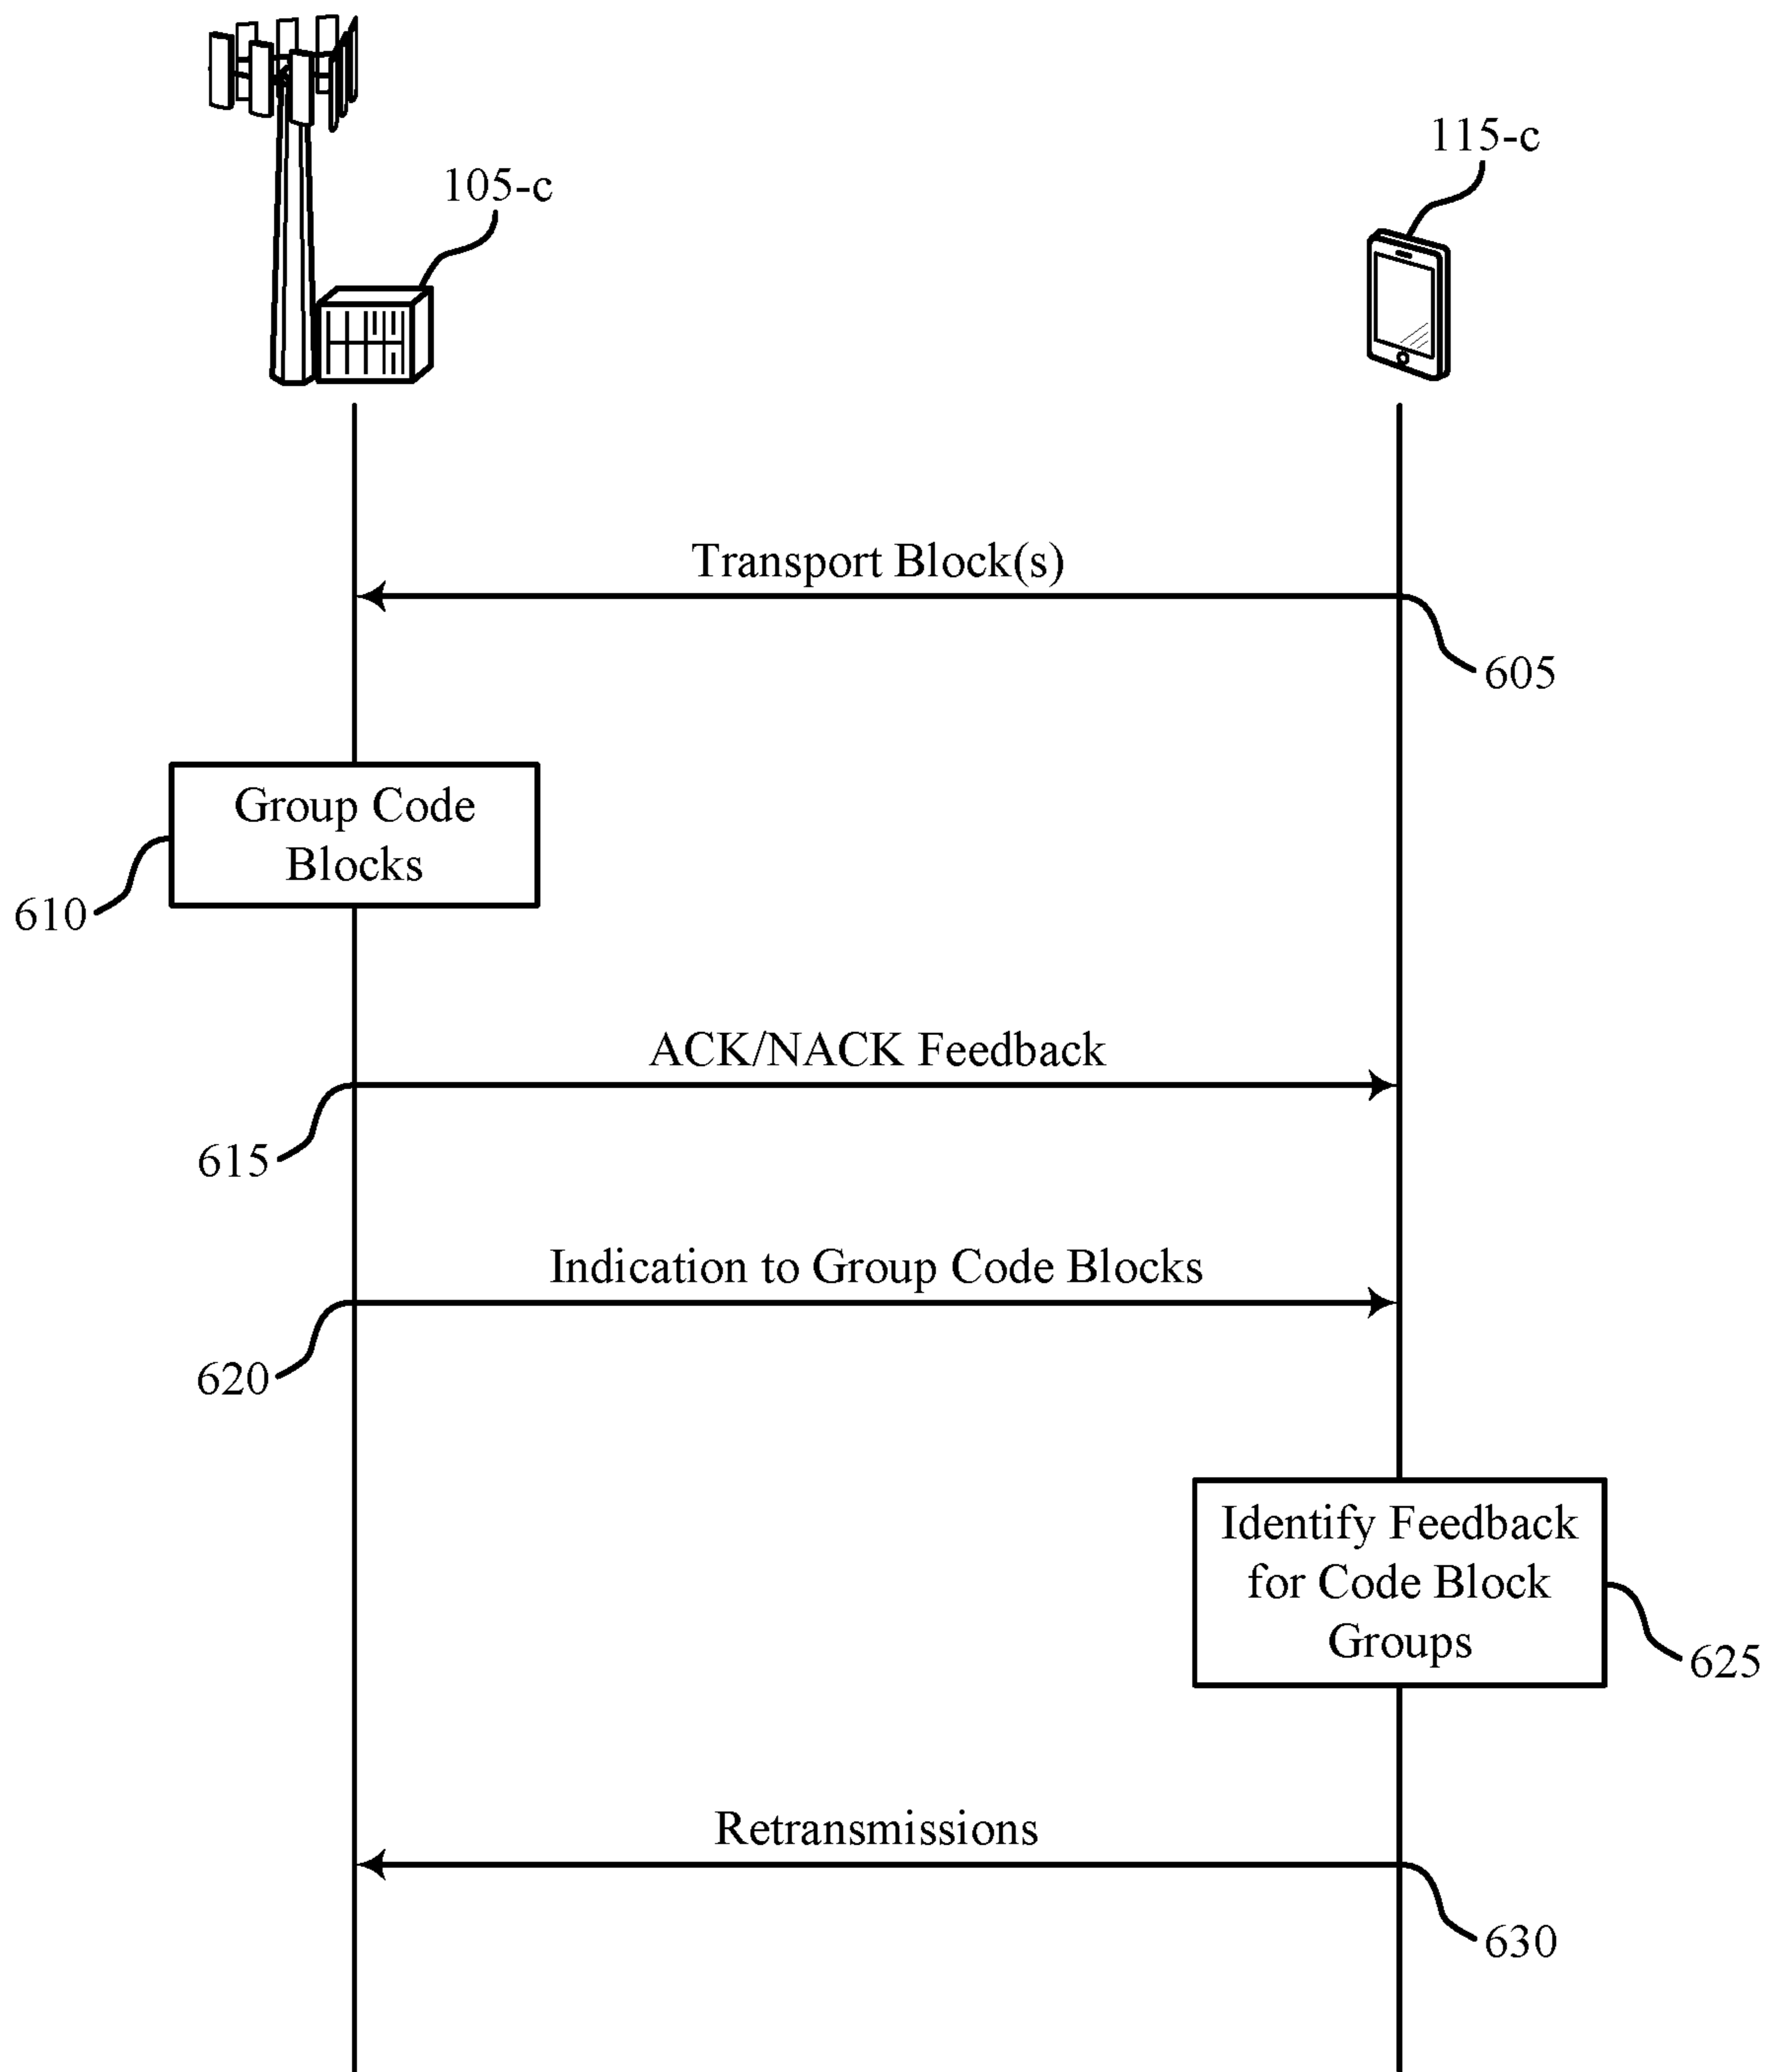 115-c
105-c
Transport Block(s)
605
Group Code
Blocks
610
ACK/NACK Feedback
615
Indication to Group Code Blocks
620
Identify Feedback
for Code Block
Groups
625
Retransmissions
630